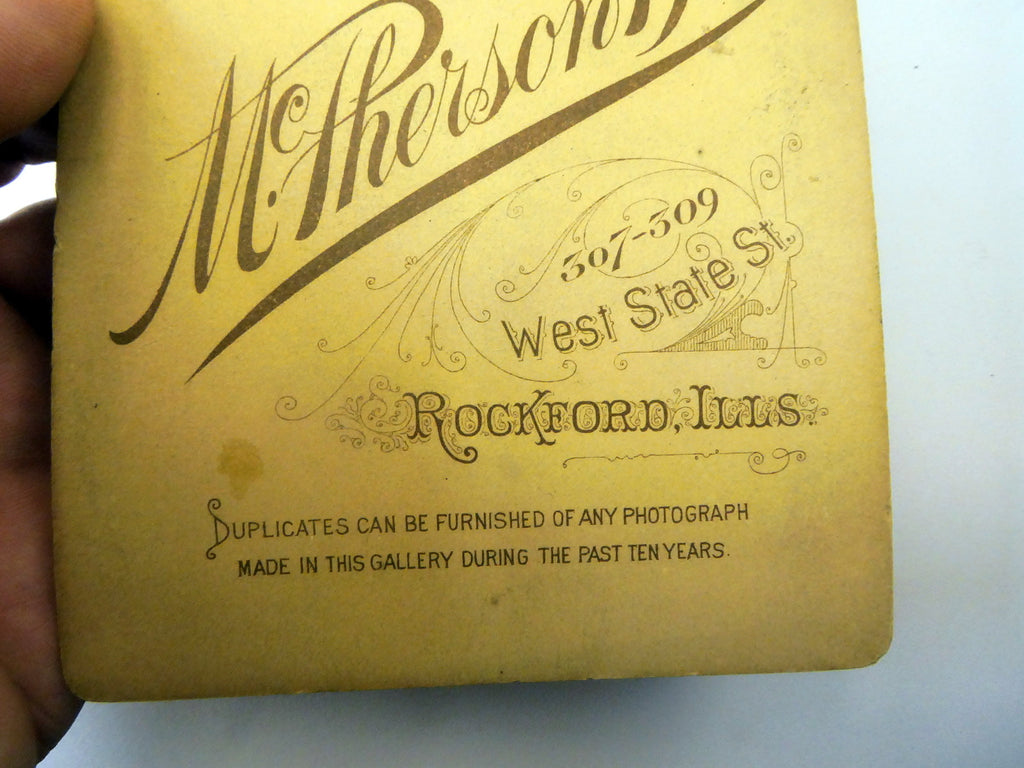 McPherson
307-309
West State St.
Rockford, Ills.
Duplicates can be furnished of any photograph
made in this gallery during the past ten years.